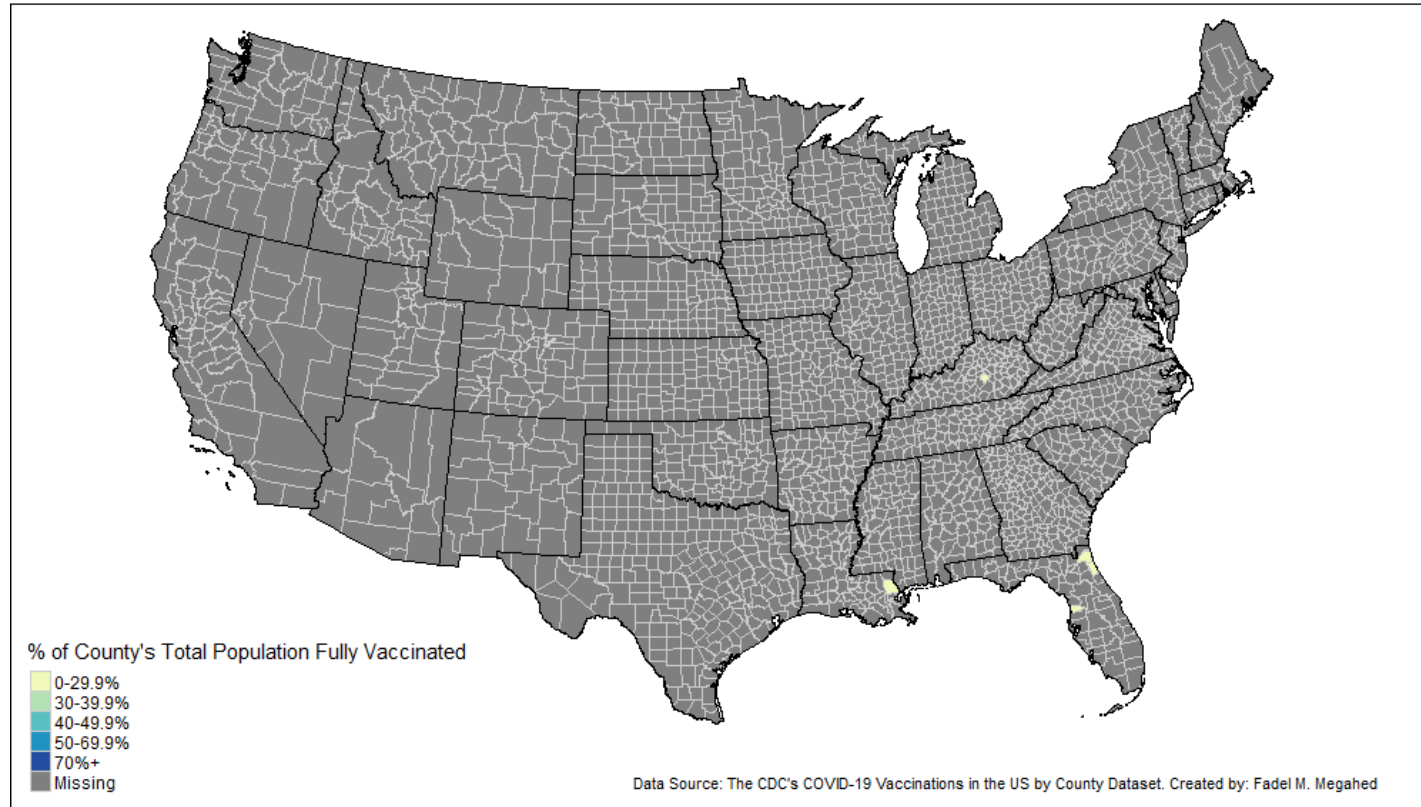 % of County's Total Population Fully Vaccinated
0-29.9%
30-39.9%
40-49.9%
50-69.9%
70%+
Missing
Data Source: The CDC's COVID-19 Vaccinations in the US by County Dataset. Created by: Fadel M. Megahed